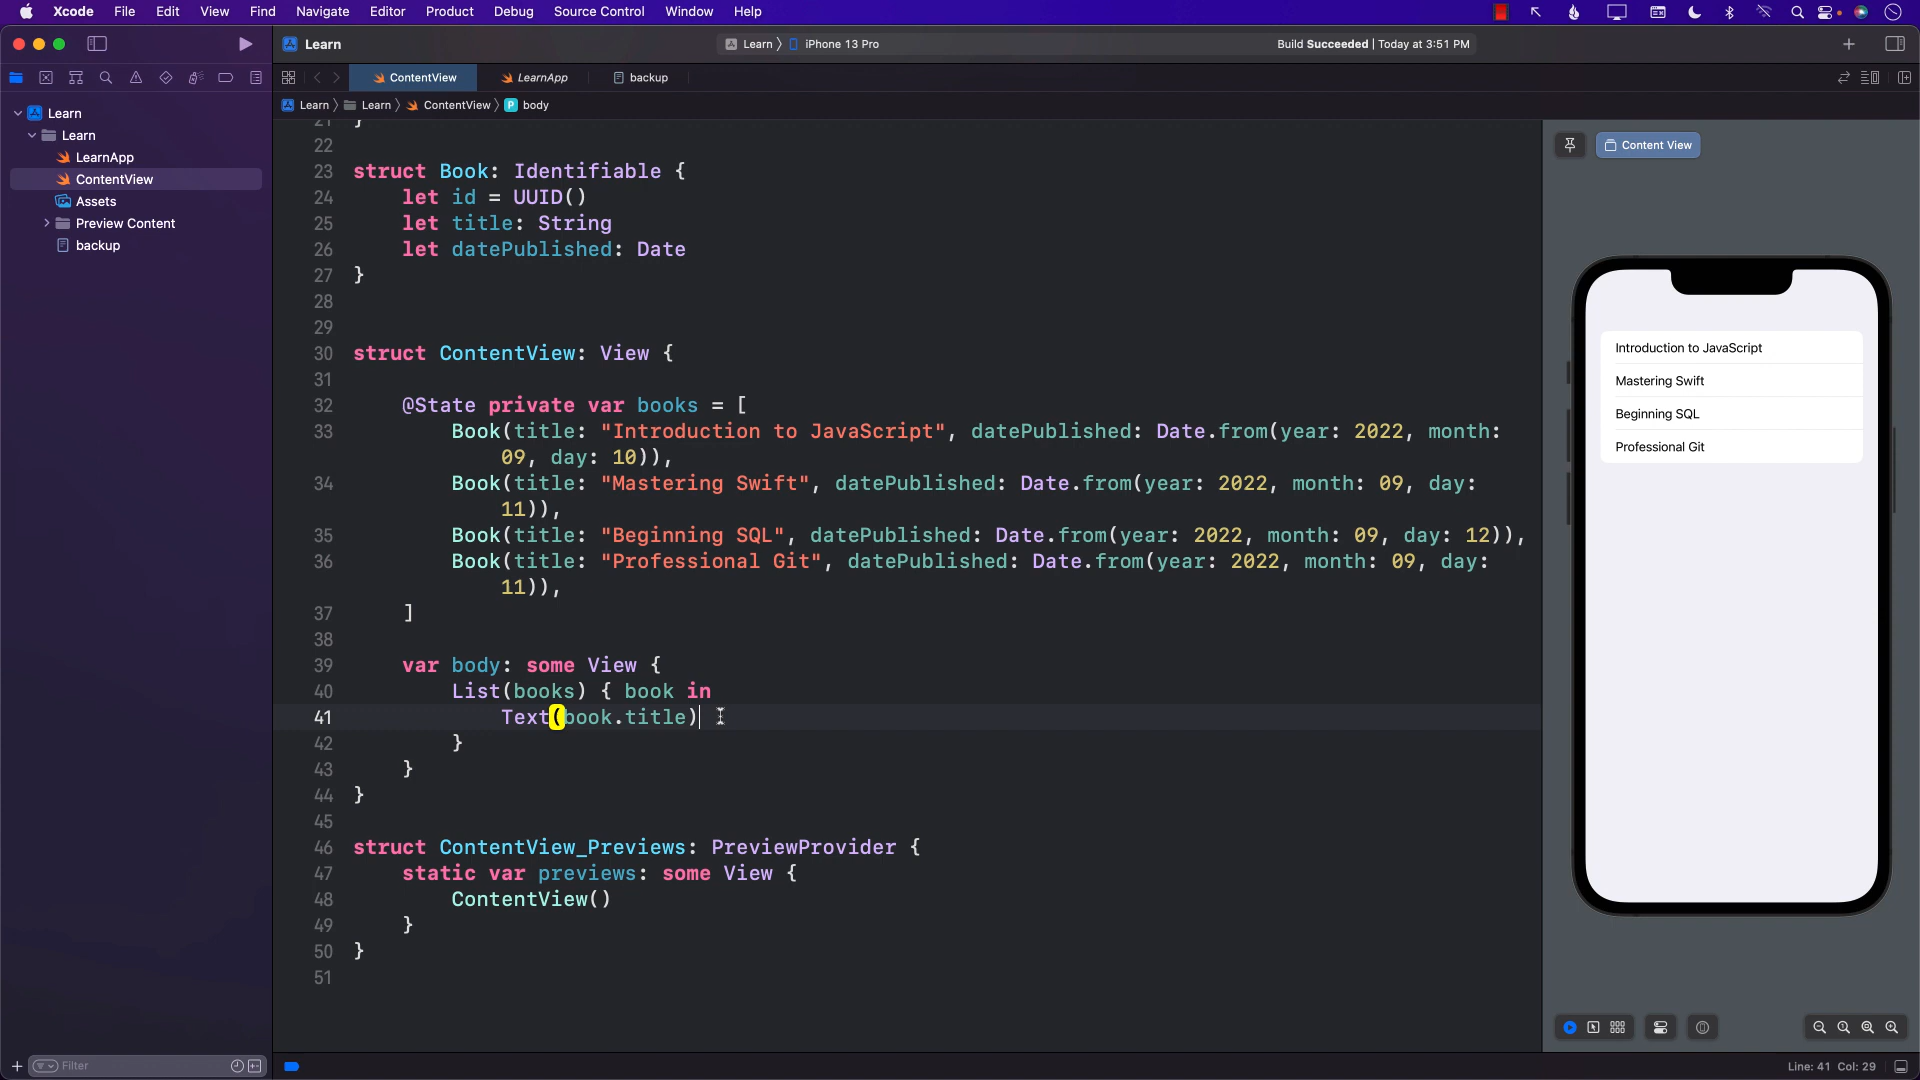 Xcode File Edit View Find Navigate Editor Product Debug Source Control Window Help
Learn
Learn iPhone 13 Pro
Build Succeeded | Today at 3:51 PM
ContentView LearnApp backup
Learn Learn ContentView P body
Learn
Learn
LearnApp
ContentView
Assets
Preview Content
backup
21 }
22
23 struct Book: Identifiable {
24 let id = UUID()
25 let title: String
26 let datePublished: Date
27 }
28
29
30 struct ContentView: View {
31
32 @State private var books = [
33 Book(title: "Introduction to JavaScript", datePublished: Date.from(year: 2022, month:
09, day: 10)),
34 Book(title: "Mastering Swift", datePublished: Date.from(year: 2022, month: 09, day:
11)),
35 Book(title: "Beginning SQL", datePublished: Date.from(year: 2022, month: 09, day: 12)),
36 Book(title: "Professional Git", datePublished: Date.from(year: 2022, month: 09, day:
11)),
37 ]
38
39 var body: some View {
40 List(books) { book in
41 Text(book.title)
42 }
43 }
44 }
45
46 struct ContentView_Previews: PreviewProvider {
47 static var previews: some View {
48 ContentView()
49 }
50 }
51
Content View
Introduction to JavaScript
Mastering Swift
Beginning SQL
Professional Git
Filter
Line: 41 Col: 29